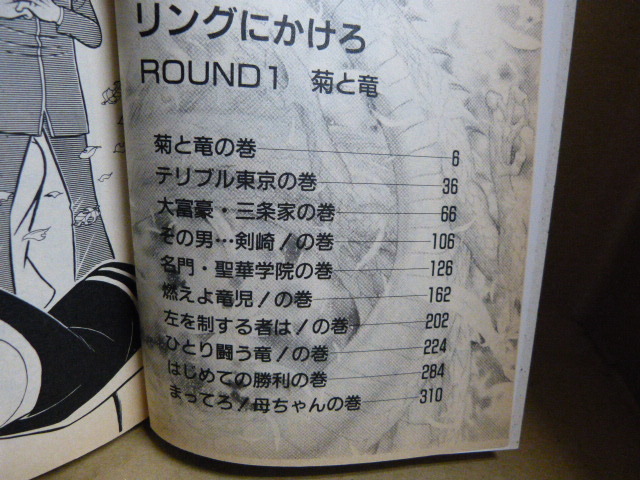 リングにかけろ
ROUND1 菊と竜
菊と竜の巻 6
テリブル東京の巻 36
大富豪・三条家の巻 66
その男…剣崎!の巻 106
名門・聖華学院の巻 126
燃えよ竜児!の巻 162
左を制する者は!の巻 202
ひとり闘う竜!の巻 224
はじめての勝利の巻 284
まってろ!母ちゃんの巻 310